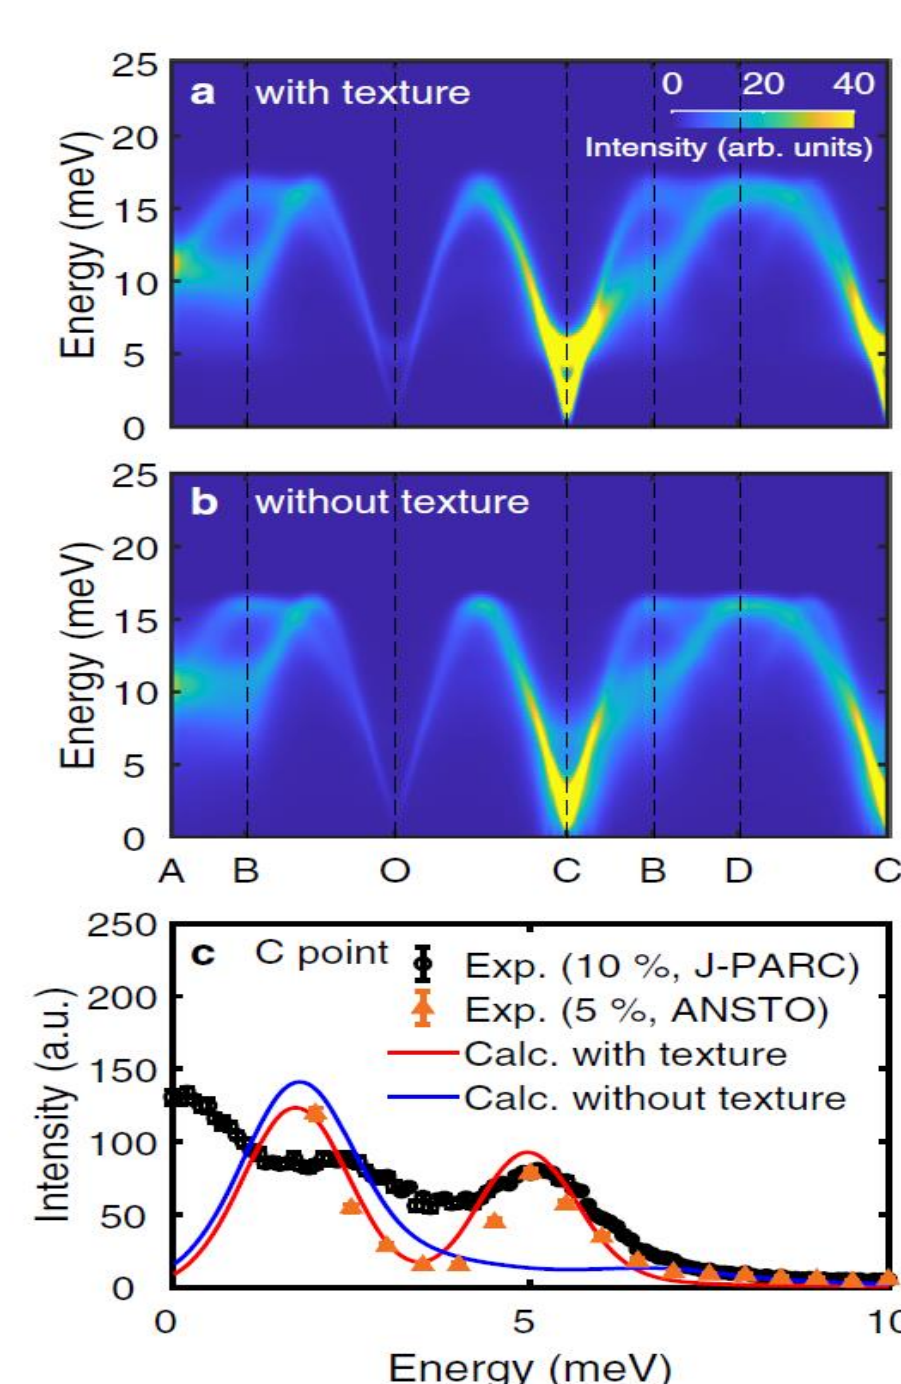 25
a with texture
0 20 40
Intensity (arb. units)
20
15
10
5
0
Energy (meV)
25
b without texture
20
15
10
5
0
Energy (meV)
A B O C B D C
250
c C point
Exp. (10 %, J-PARC)
Exp. (5 %, ANSTO)
Calc. with texture
Calc. without texture
200
150
100
50
0
Intensity (a.u.)
0 5 10
Energy (meV)